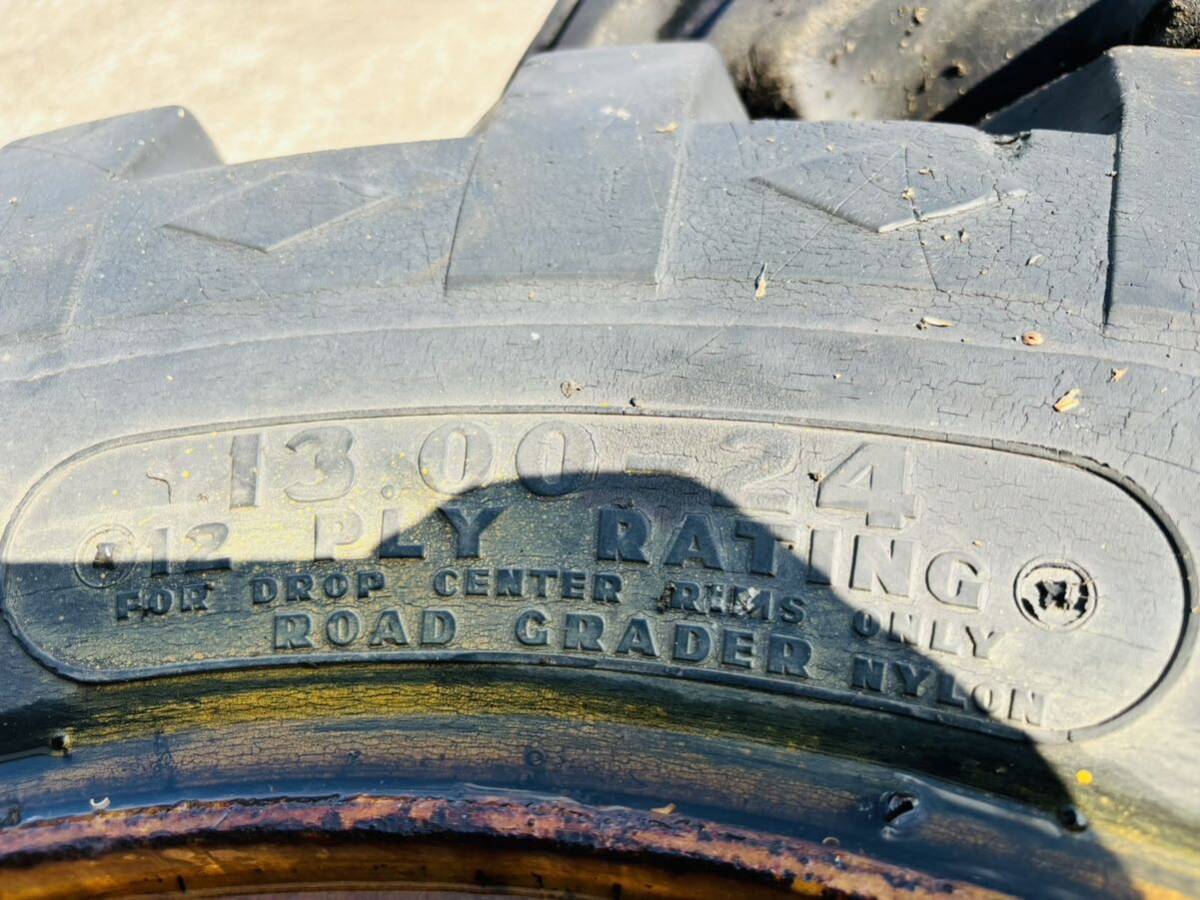 13.00-24
12 PLY RATING
FOR DROP CENTER RIMS ONLY
ROAD GRADER NYLON